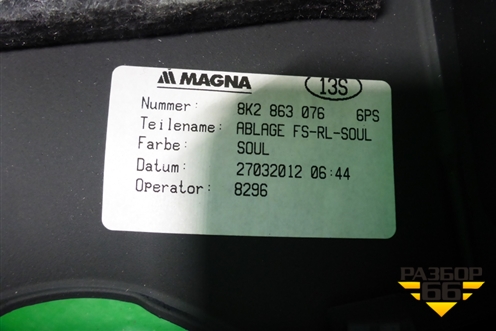 MAGNA 13S
Nummer: 8K2 863 076 6PS
Teilename: ABLAGE FS-RL-SOUL
Farbe: SOUL
Datum: 27032012 06:44
Operator: 8296
РАЗБОР
66